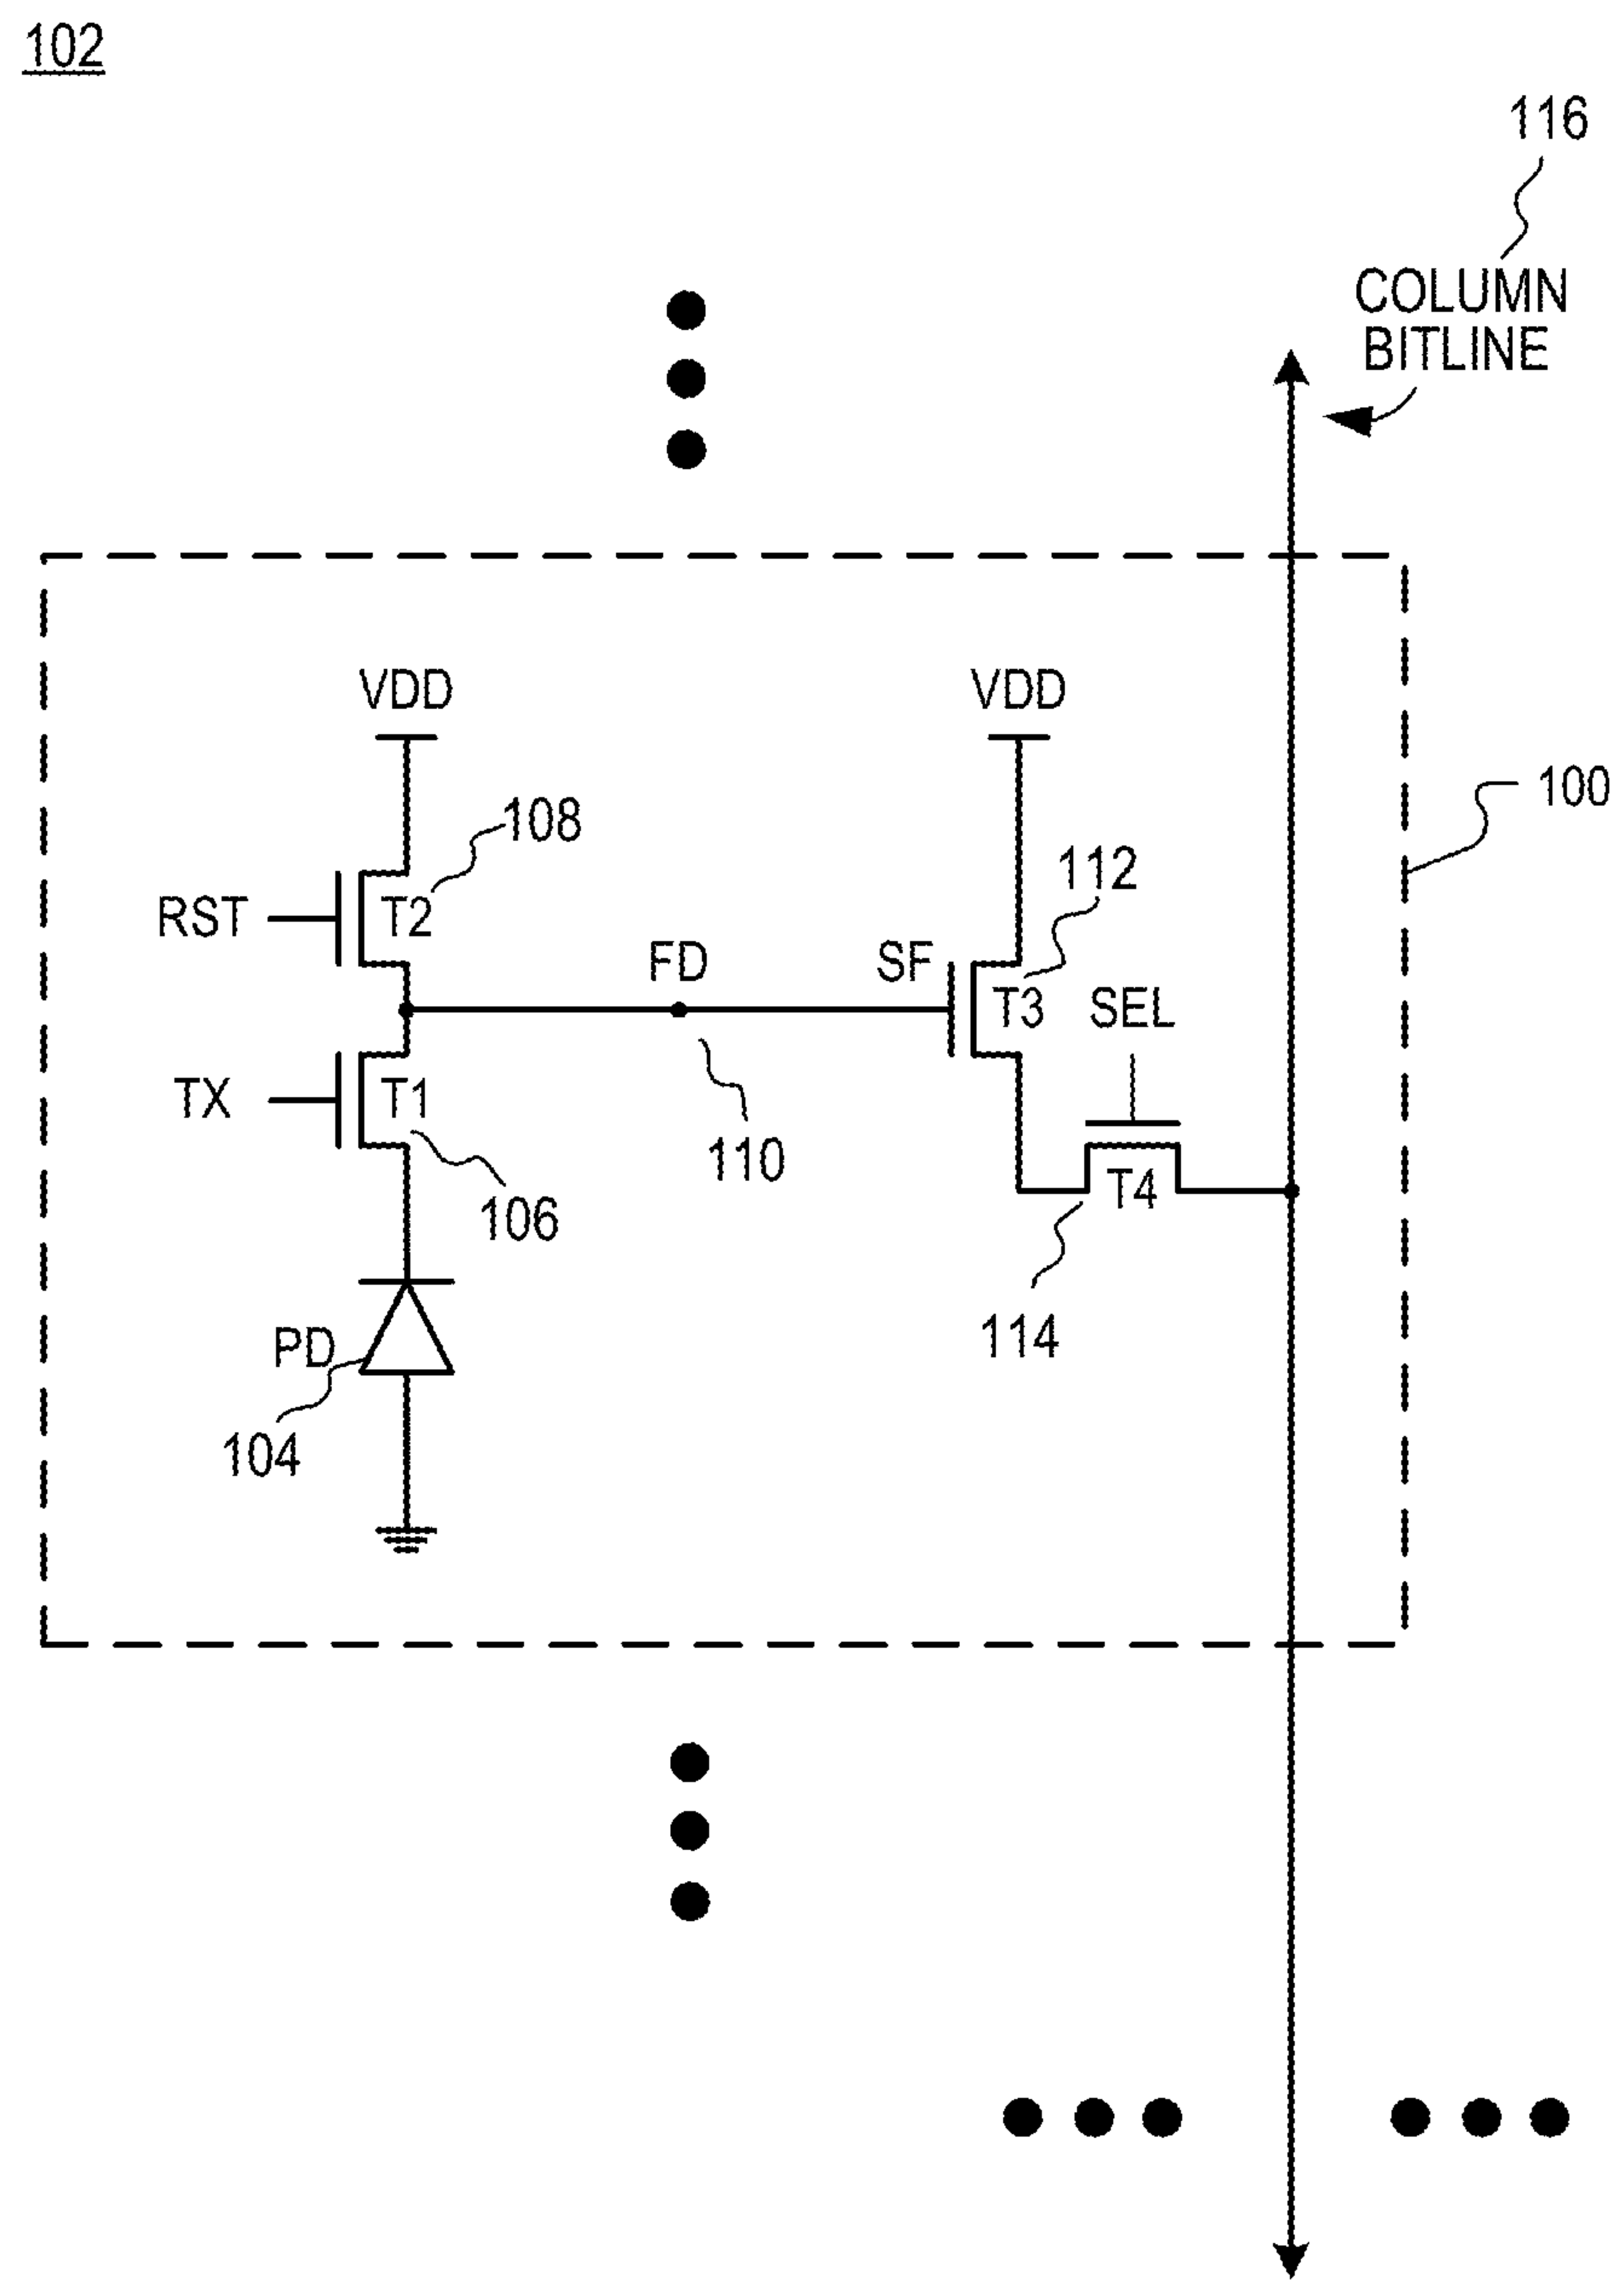 102
116
COLUMN
BITLINE
VDD
VDD
100
108
112
RST
T2
FD
SF
T3
SEL
TX
T1
110
T4
106
114
PD
104